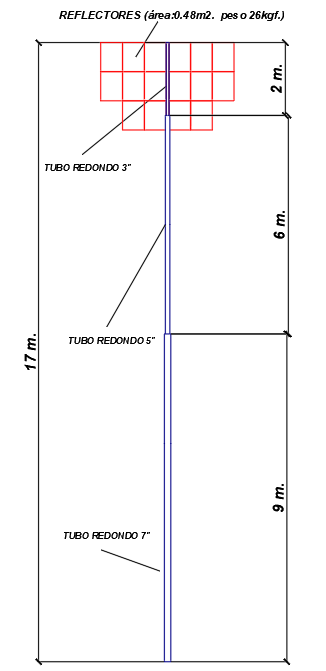 REFLECTORES (área:0.48m2. peso 26kgf.)
2 m.
TUBO REDONDO 3"
6 m.
TUBO REDONDO 5"
17 m.
9 m.
TUBO REDONDO 7"